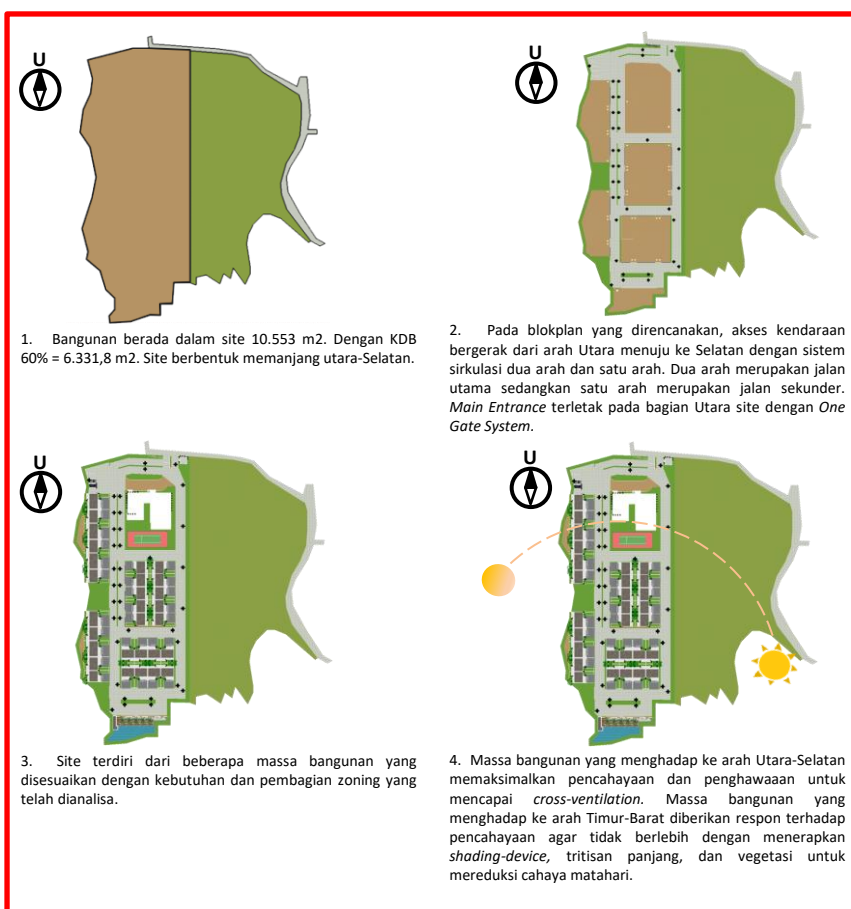 U
U
1. Bangunan berada dalam site 10.553 m2. Dengan KDB
60% = 6.331,8 m2. Site berbentuk memanjang utara-Selatan.
2. Pada blokplan yang direncanakan, akses kendaraan
bergerak dari arah Utara menuju ke Selatan dengan sistem
sirkulasi dua arah dan satu arah. Dua arah merupakan jalan
utama sedangkan satu arah merupakan jalan sekunder.
Main Entrance terletak pada bagian Utara site dengan One
Gate System.
U
U
3. Site terdiri dari beberapa massa bangunan yang
disesuaikan dengan kebutuhan dan pembagian zoning yang
telah dianalisa.
4. Massa bangunan yang menghadap ke arah Utara-Selatan
memaksimalkan pencahayaan dan penghawaaan untuk
mencapai cross-ventilation. Massa bangunan yang
menghadap ke arah Timur-Barat diberikan respon terhadap
pencahayaan agar tidak berlebih dengan menerapkan
shading-device, tritisan panjang, dan vegetasi untuk
mereduksi cahaya matahari.